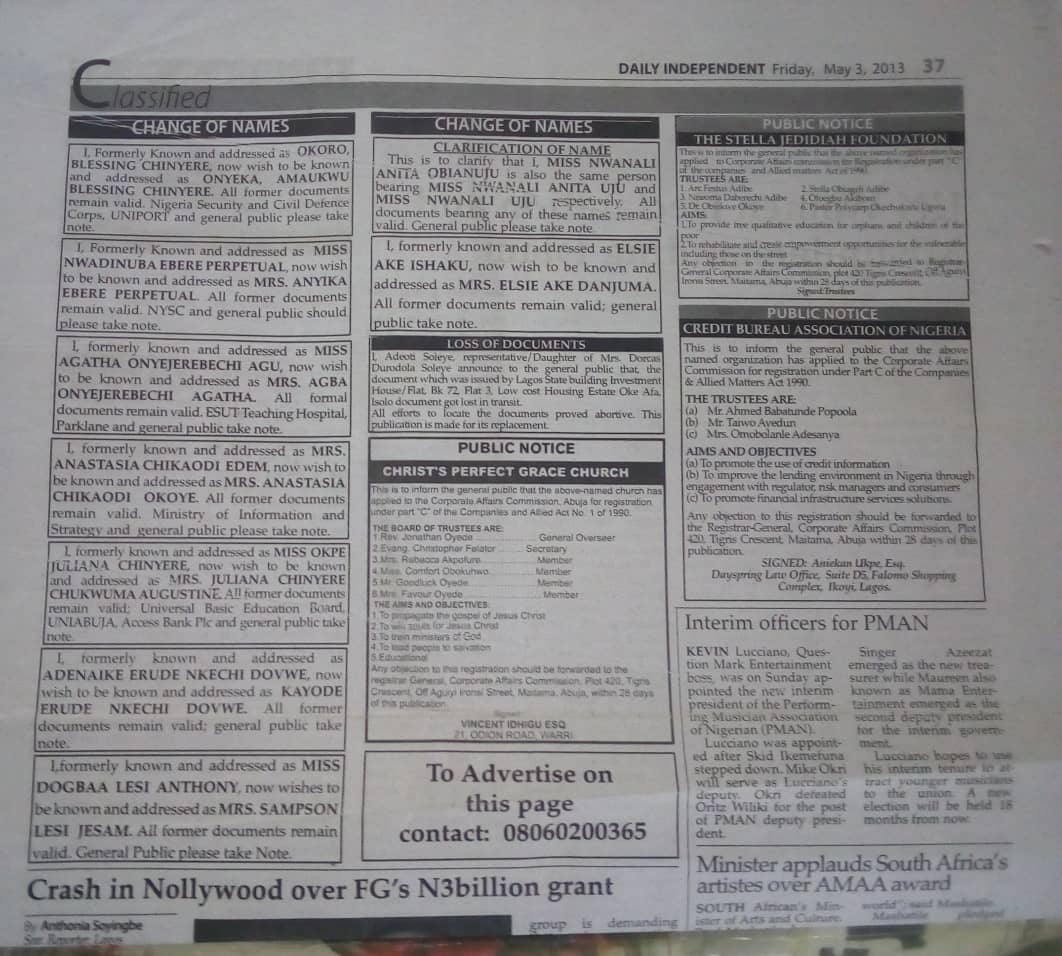 DAILY INDEPENDENT Friday, May 3, 2013 37
Classified
CHANGE OF NAMES
I, Formerly Known and addressed as OKORO,
BLESSING CHINYERE, now wish to be known
and addressed as ONYEKA, AMAUKWU
BLESSING CHINYERE. All former documents
remain valid. Nigeria Security and Civil Defence
Corps, UNIPORT and general public please take
note.
I, Formerly Known and addressed as MISS
NWADINUBA EBERE PERPETUAL, now wish
to be known and addressed as MRS. ANYIKA
EBERE PERPETUAL. All former documents
remain valid. NYSC and general public should
please take note.
I, formerly known and addressed as MISS
AGATHA ONYEJEREBECHI AGU, now wish
to be known and addressed as MRS. AGBA
ONYEJEREBECHI AGATHA. All formal
documents remain valid. ESUT Teaching Hospital,
Parklane and general public take note.
I, formerly known and addressed as MRS.
ANASTASIA CHIKAODI EDEM, now wish to
be known and addressed as MRS. ANASTASIA
CHIKAODI OKOYE. All former documents
remain valid. Ministry of Information and
Strategy and general public please take note.
I, formerly known and addressed as MISS OKPE
JULIANA CHINYERE, now wish to be known
and addressed as MRS. JULIANA CHINYERE
CHUKWUMA AUGUSTINE. All former documents
remain valid; Universal Basic Education Board,
UNIABUJA, Access Bank Plc and general public take
note.
I, formerly known and addressed as
ADENAIKE ERUDE NKECHI DOVWE, now
wish to be known and addressed as KAYODE
ERUDE NKECHI DOVWE. All former
documents remain valid; general public take
note.
I,formerly known and addressed as MISS
DOGBAA LESI ANTHONY, now wishes to
be known and addressed as MRS. SAMPSON
LESI JESAM. All former documents remain
valid. General Public please take Note.
CHANGE OF NAMES
CLARIFICATION OF NAME
This is to clarify that I, MISS NWANALI
ANITA OBIANUJU is also the same person
bearing MISS NWANALI ANITA UJU and
MISS NWANALI UJU respectively. All
documents bearing any of these names remain
valid. General public please take note.
I, formerly known and addressed as ELSIE
AKE ISHAKU, now wish to be known and
addressed as MRS. ELSIE AKE DANJUMA.
All former documents remain valid; general
public take note.
LOSS OF DOCUMENTS
I, Adeoti Soleye, representative/Daughter of Mrs. Dorcas
Durodola Soleye announce to the general public that, the
document which was issued by Lagos State building Investment
House/Flat, Bk 72, Flat 3, Low cost Housing Estate Oke Afa,
Isolo document got lost in transit.
All efforts to locate the documents proved abortive. This
publication is made for its replacement.
PUBLIC NOTICE
CHRIST'S PERFECT GRACE CHURCH
This is to inform the general public that the above-named church has
applied to the Corporate Affairs Commission, Abuja for registration
under part "C" of the Companies and Allied Act No. 1 of 1990.
THE BOARD OF TRUSTEES ARE:
1.Rev. Jonathan Oyede General Overseer
2.Evang. Christopher Felator Secretary
3.Mrs. Rebecca Akpofure Member
4.Miss. Comfort Obokuhwo Member
5.Mr. Goodluck Oyede Member
6.Mrs. Favour Oyede Member
THE AIMS AND OBJECTIVES:
1.To propagate the gospel of Jesus Christ
2.To win souls for Jesus Christ
3.To train ministers of God
4.To lead people to salvation
5.Educational
Any objection to this registration should be forwarded to the
registrar General, Corporate Affairs Commission, Plot 420, Tigris
Crescent, Off Aguiyi Ironsi Street, Maitama, Abuja, within 28 days
of this publication.
Signed
VINCENT IDHIGU ESQ
21, ODION ROAD, WARRI.
To Advertise on
this page
contact: 08060200365
PUBLIC NOTICE
THE STELLA JEDIDIAH FOUNDATION
This is to inform the general public that the above named organization has
applied to Corporate Affairs commission the Registration under part "C"
of the companies and Allied matters Act of 1990.
TRUSTEES ARE:
1. Arc Festus Adibe 2. Stella Obiageli Adibe
3. Nneoma Daberechi Adibe 4. Akibom
5. De Okoye 6. Pastor Polycarp Okechukwu
AIMS:
1.To provide free qualitative education for orphans and children of the
poor
2.To rehabilitate and create empowerment opportunities for the vulnerable
including those on the street
Any objection to the registration should be forwarded to Registrar-
General Corporate Affairs Commission, plot 420 Tigris Crescent, Off Aguiyi
Ironsi Street, Maitama, Abuja within 28 days of this publication.
Signed:Trustees
PUBLIC NOTICE
CREDIT BUREAU ASSOCIATION OF NIGERIA
This is to inform the general public that the above
named organization has applied to the Corporate Affairs
Commission for registration under Part C of the Companies
& Allied Matters Act 1990.
THE TRUSTEES ARE:
(a) Mr. Ahmed Babatunde Popoola
(b) Mr. Taiwo Ayedun
(c) Mrs. Omobolanle Adesanya
AIMS AND OBJECTIVES
(a) To promote the use of credit information
(b) To improve the lending environment in Nigeria through
engagement with regulator, risk managers and consumers
(c) To promote financial infrastructure services solutions.
Any objection to this registration should be forwarded to
the Registrar-General, Corporate Affairs Commission, Plot
420, Tigris Crescent, Maitama, Abuja within 28 days of this
publication.
SIGNED: Aniekan Ukpe, Esq.
Dayspring Law Office, Suite D5, Falomo Shopping
Complex, Ikoyi, Lagos.
Interim officers for PMAN
KEVIN Lucciano, Ques-
tion Mark Entertainment
boss, was on Sunday ap-
pointed the new interim
president of the Perform-
ing Musician Association
of Nigerian (PMAN).
Lucciano was appoint-
ed after Skid Ikemefuna
stepped down. Mike Okri
will serve as Lucciano's
deputy. Okri defeated
Oritz Wiliki for the post
of PMAN deputy presi-
dent.
Singer Azeezat
emerged as the new trea-
surer while Maureen also
known as Mama Enter-
tainment emerged as the
second deputy president
for the interim govern-
ment.
Lucciano hopes to use
his interim tenure to at-
tract younger musicians
to the union. A new
election will be held 18
months from now.
Crash in Nollywood over FG's N3billion grant
By Anthonia Soyingbe
Snr. Reporter, Lagos
group is demanding
Minister applauds South Africa's
artistes over AMAA award
SOUTH African's Min-
ister of Arts and Culture,
world"; said Mashatile
Mashatile pledged